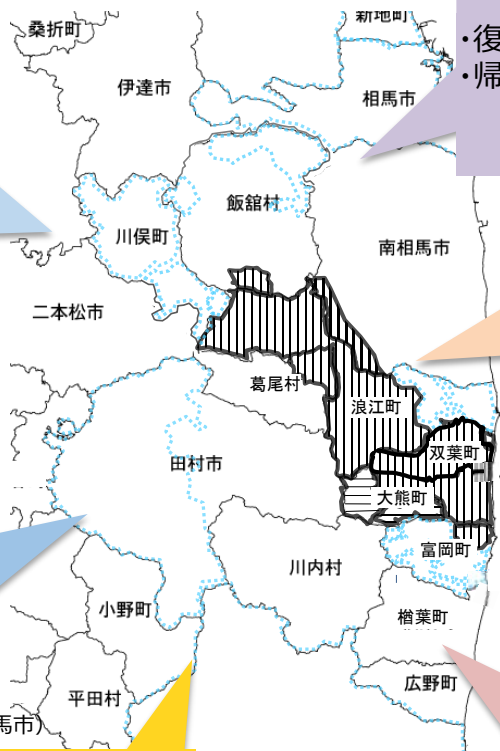 新地町
桑折町
・復
・帰
伊達市
相馬市
飯舘村
川俣町
南相馬市
二本松市
葛尾村
浪江町
双葉町
田村市
大熊町
富岡町
川内村
小野町
楢葉町
広野町
平田村
馬市）